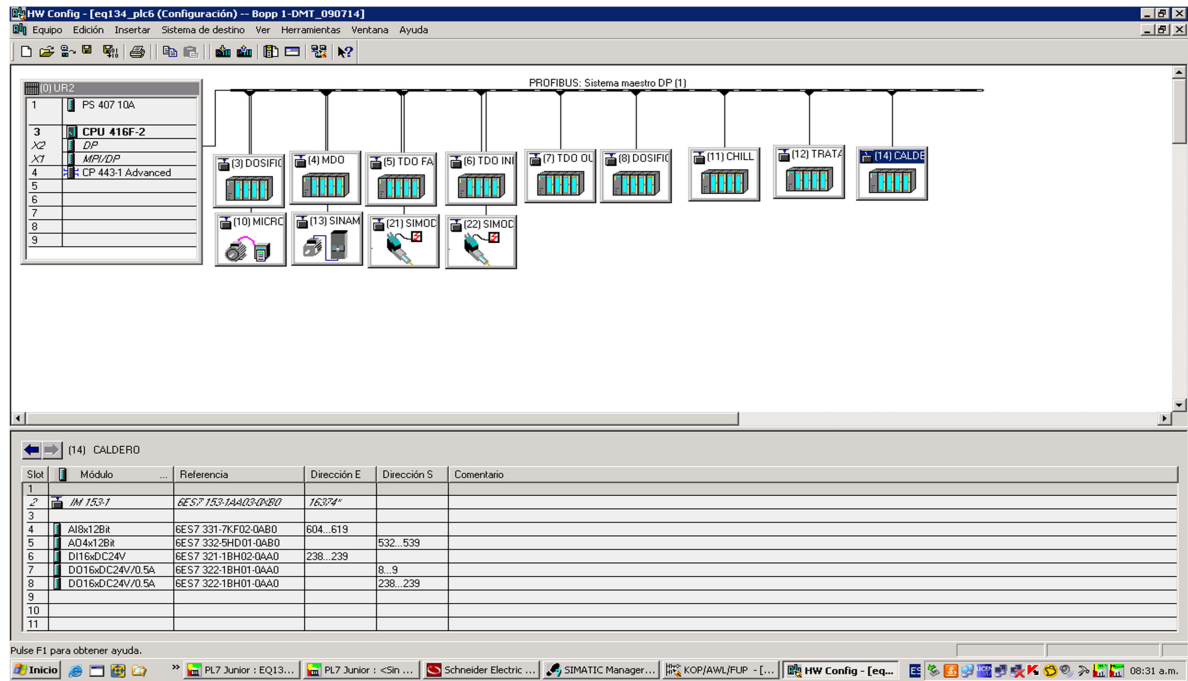 HW Config - [eq134_plc6 (Configuración) -- Bopp 1-DMT_090714]
Equipo Edición Insertar Sistema de destino Ver Herramientas Ventana Ayuda
(0) UR2
1 PS 407 10A
3 CPU 416F-2
X2 DP
X1 MPI/DP
4 CP 443-1 Advanced
5
6
7
8
9
PROFIBUS: Sistema maestro DP (1)
(3) DOSIFIC
(4) MDO
(5) TDO FA
(6) TDO INI
(7) TDO OU
(8) DOSIFIC
(11) CHILL
(12) TRATA
(14) CALDE
(10) MICRO
(13) SINAM
(21) SIMOD
(22) SIMOD
(14) CALDERO
Slot Módulo ... Referencia Dirección E Dirección S Comentario
1
2 IM 153-1 6ES7 153-1AA03-0XB0 16374*
3
4 AI8x12Bit 6ES7 331-7KF02-0AB0 604...619
5 AO4x12Bit 6ES7 332-5HD01-0AB0 532...539
6 DI16xDC24V 6ES7 321-1BH02-0AA0 238...239
7 DO16xDC24V/0.5A 6ES7 322-1BH01-0AA0 8...9
8 DO16xDC24V/0.5A 6ES7 322-1BH01-0AA0 238...239
9
10
11
Pulse F1 para obtener ayuda.
Inicio » PL7 Junior : EQ13... PL7 Junior : <Sin ... Schneider Electric ... SIMATIC Manager... KOP/AWL/FUP - [... HW Config - [eq... ES 08:31 a.m.